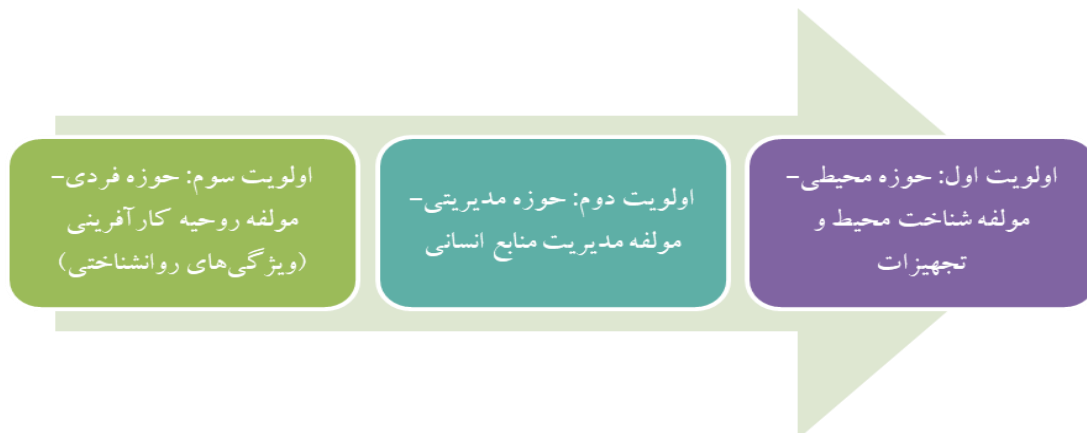 اولویت اول: حوزه محیطی-
مولفه شناخت محیط و
تجهیزات
اولویت دوم: حوزه مدیریتی-
مولفه مدیریت منابع انسانی
اولویت سوم: حوزه فردی-
مولفه روحیه کارآفرینی
(ویژگی‌های روانشناختی)